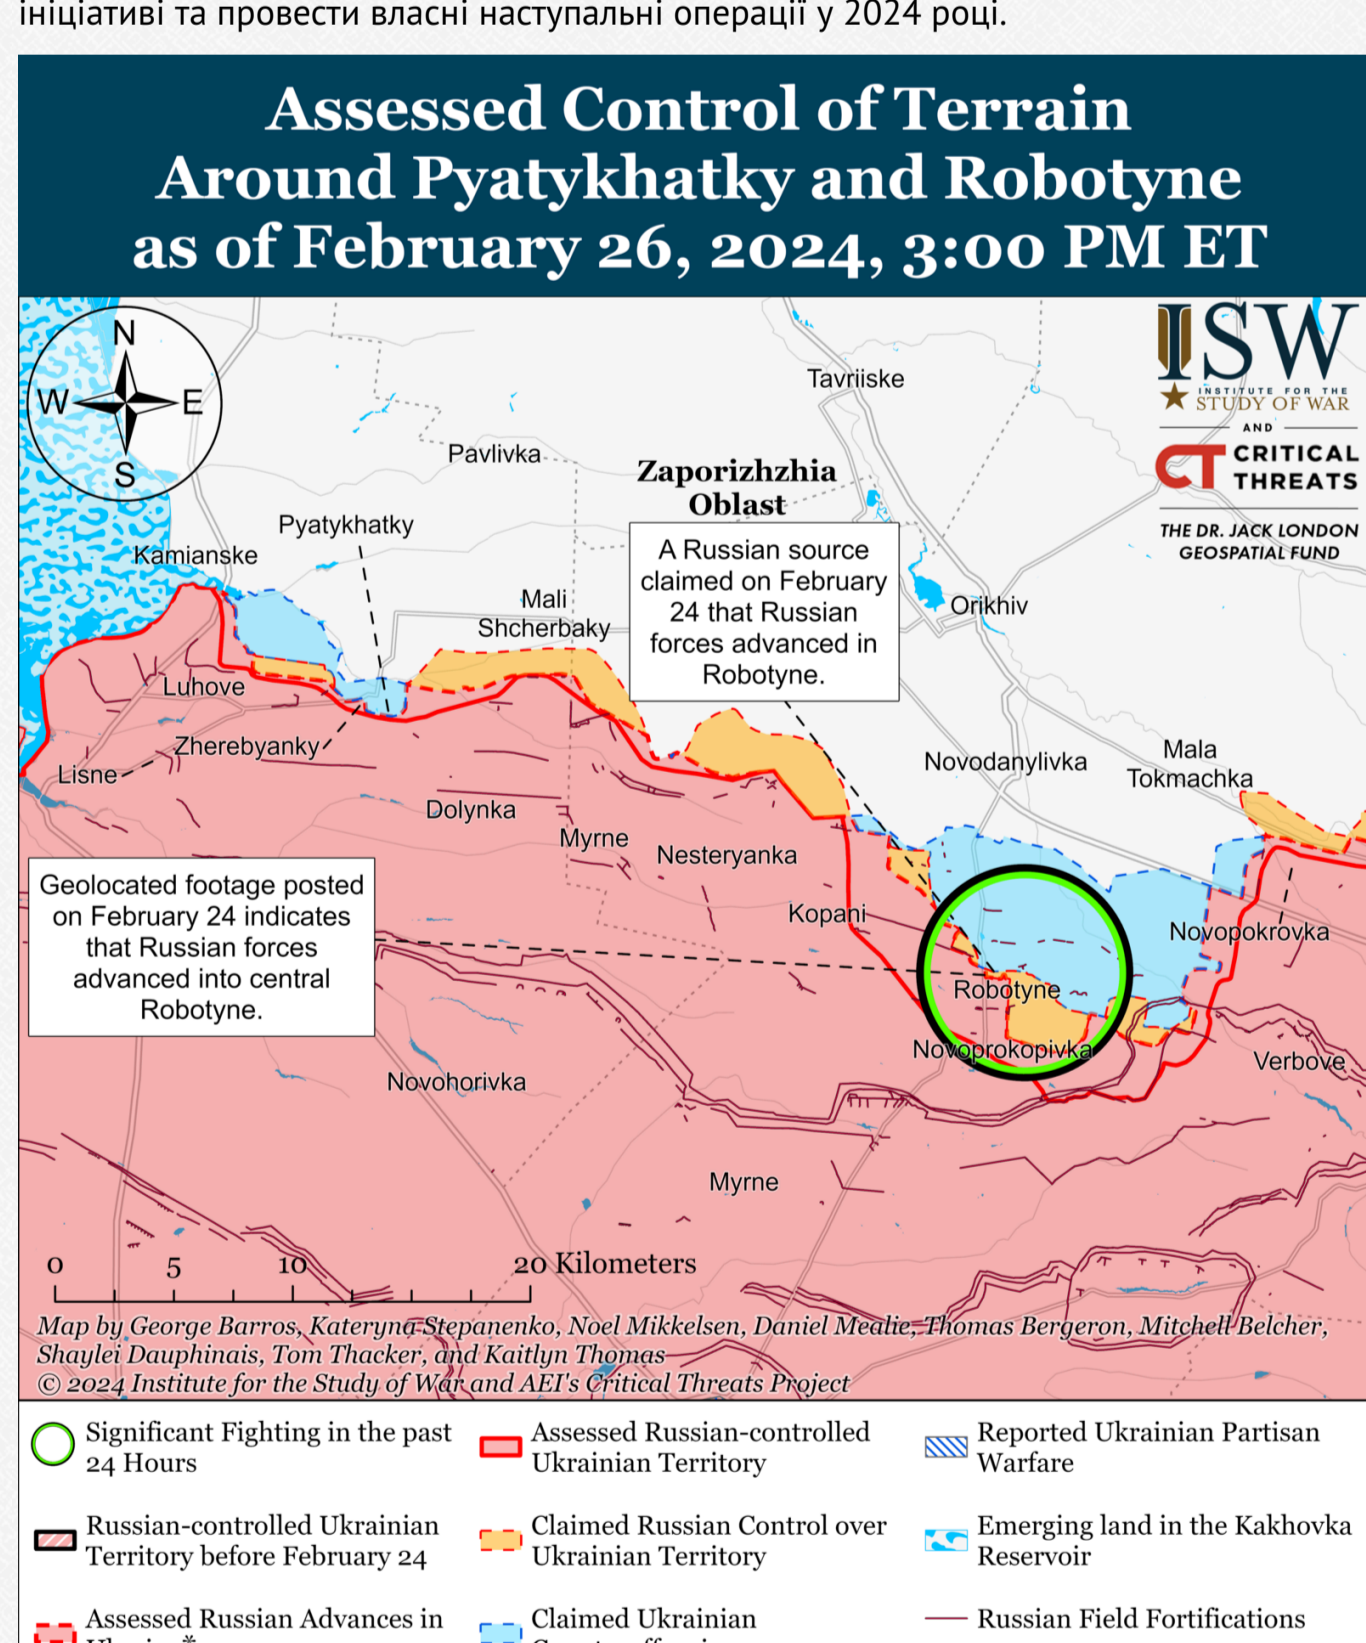 ініціативі та провести власні наступальні операції у 2024 році.
Assessed Control of Terrain
Around Pyatykhatky and Robotyne
as of February 26, 2024, 3:00 PM ET
N
W
E
S
ISW
INSTITUTE FOR THE
STUDY OF WAR
AND
CT CRITICAL
THREATS
THE DR. JACK LONDON
GEOSPATIAL FUND
Tavriiske
Pavlivka
Zaporizhzhia
Oblast
Pyatykhatky
Kamianske
A Russian source
claimed on February
24 that Russian
forces advanced in
Robotyne.
Mali
Shcherbaky
Orikhiv
Luhove
Zherebyanky
Lisne
Novodanylivka
Mala
Tokmachka
Dolynka
Myrne
Nesteryanka
Geolocated footage posted
on February 24 indicates
that Russian forces
advanced into central
Robotyne.
Kopani
Novopokrovka
Robotyne
Novoprokopivka
Verbove
Novohorivka
Myrne
0 5 10 20 Kilometers
Map by George Barros, Kateryna Stepanenko, Noel Mikkelsen, Daniel Mealie, Thomas Bergeron, Mitchell Belcher,
Shaylei Dauphinais, Tom Thacker, and Kaitlyn Thomas
© 2024 Institute for the Study of War and AEI's Critical Threats Project
Significant Fighting in the past
24 Hours
Assessed Russian-controlled
Ukrainian Territory
Reported Ukrainian Partisan
Warfare
Russian-controlled Ukrainian
Territory before February 24
Claimed Russian Control over
Ukrainian Territory
Emerging land in the Kakhovka
Reservoir
Assessed Russian Advances in
Claimed Ukrainian
Russian Field Fortifications